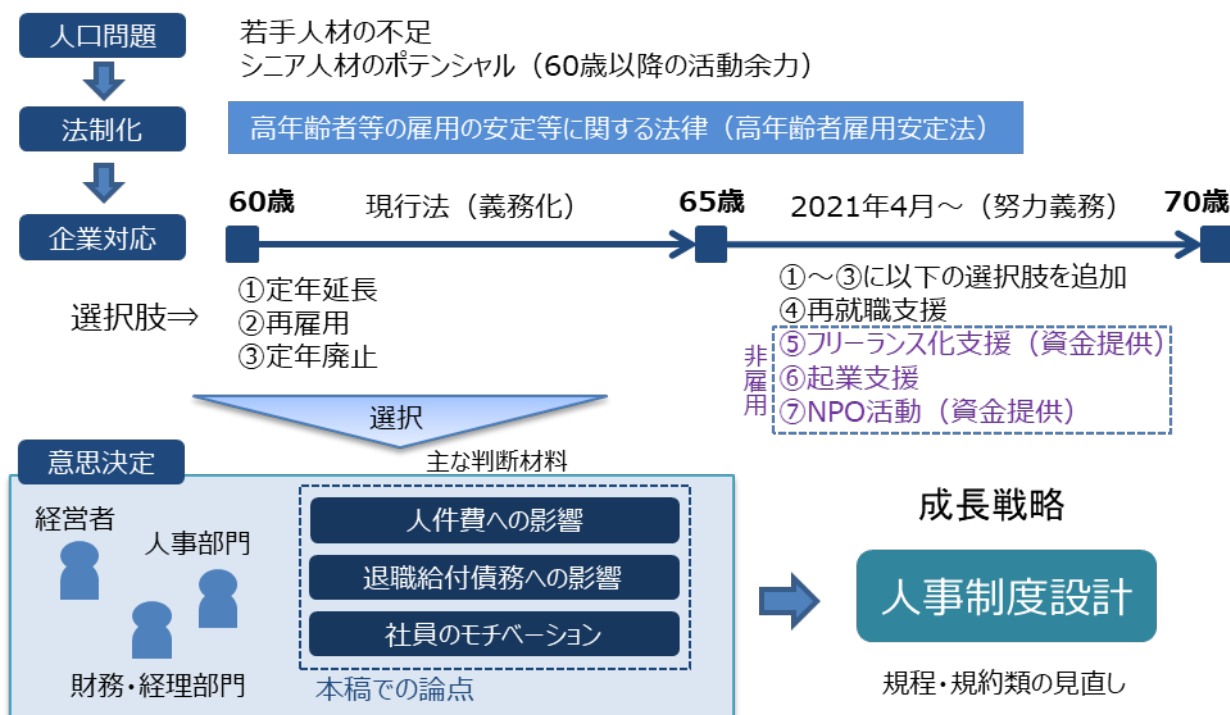 人口問題
若手人材の不足
シニア人材のポテンシャル（60歳以降の活動余力）
法制化
高年齢者等の雇用の安定等に関する法律（高年齢者雇用安定法）
企業対応
60歳
現行法（義務化）
65歳
2021年4月～（努力義務）
70歳
選択肢⇒
①定年延長
②再雇用
③定年廃止
①～③に以下の選択肢を追加
④再就職支援
非雇用
⑤フリーランス化支援（資金提供）
⑥起業支援
⑦NPO活動（資金提供）
選択
意思決定
主な判断材料
経営者
人事部門
財務・経理部門
人件費への影響
退職給付債務への影響
社員のモチベーション
本稿での論点
成長戦略
人事制度設計
規程・規約類の見直し